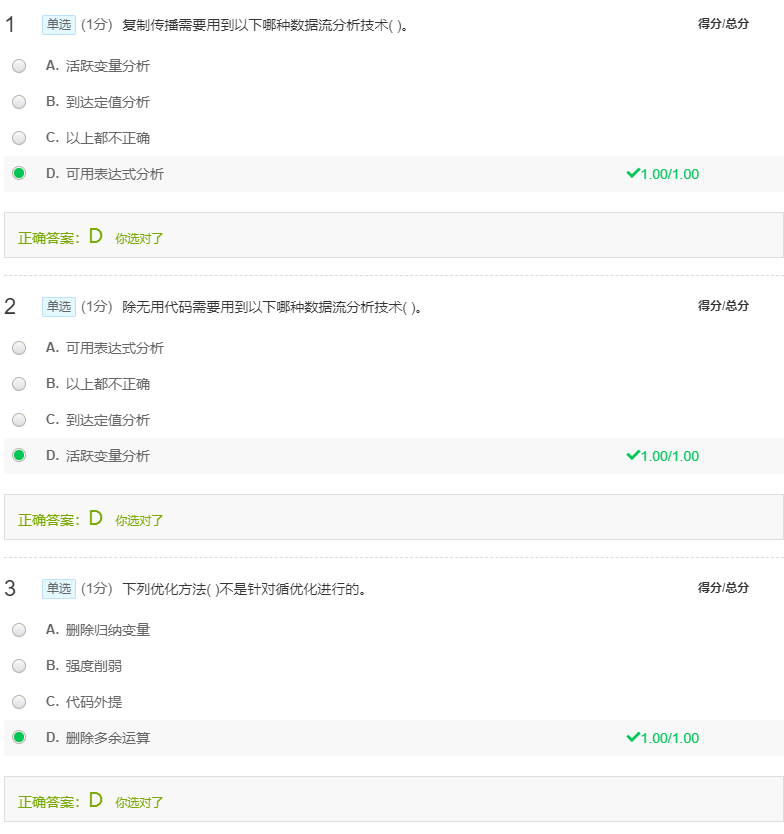 1 单选 (1分) 复制传播需要用到以下哪种数据流分析技术( )。 得分/总分
A. 活跃变量分析
B. 到达定值分析
C. 以上都不正确
D. 可用表达式分析 1.00/1.00
正确答案：D 你选对了
2 单选 (1分) 除无用代码需要用到以下哪种数据流分析技术( )。 得分/总分
A. 可用表达式分析
B. 以上都不正确
C. 到达定值分析
D. 活跃变量分析 1.00/1.00
正确答案：D 你选对了
3 单选 (1分) 下列优化方法( )不是针对循优化进行的。 得分/总分
A. 删除归纳变量
B. 强度削弱
C. 代码外提
D. 删除多余运算 1.00/1.00
正确答案：D 你选对了